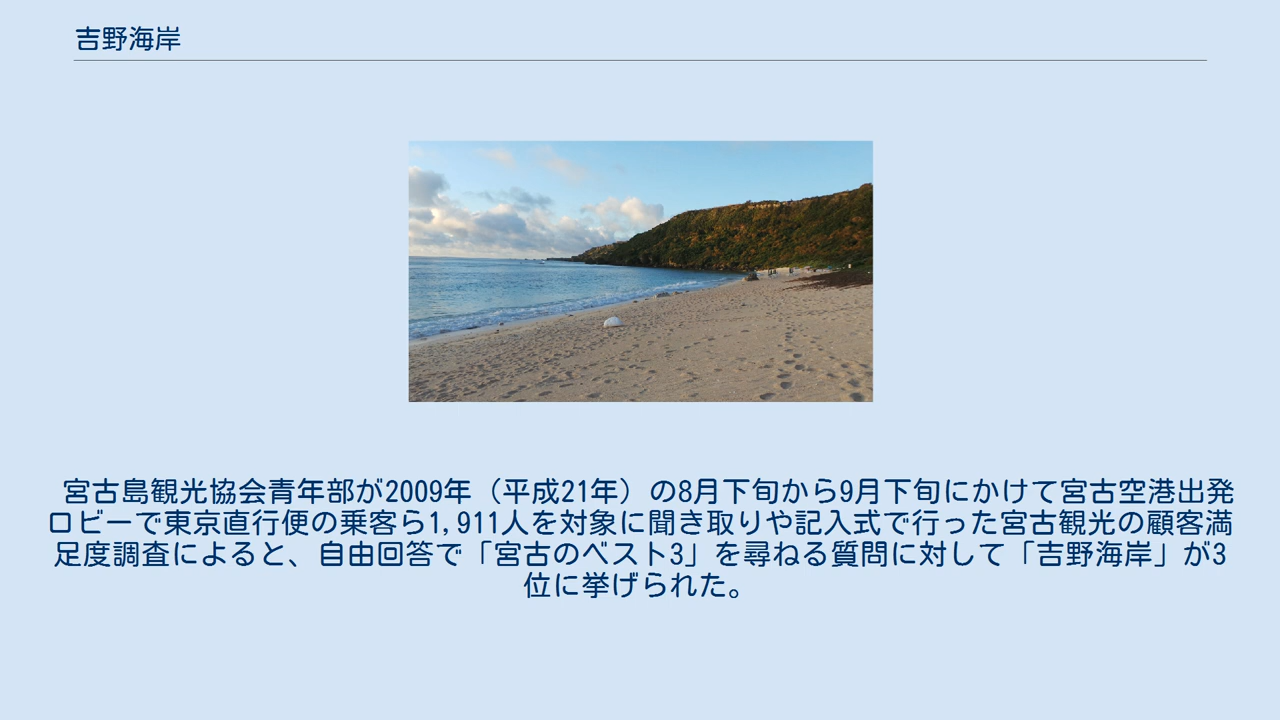 吉野海岸
宮古島観光協会青年部が2009年（平成21年）の8月下旬から9月下旬にかけて宮古空港出発
ロビーで東京直行便の乗客ら1,911人を対象に聞き取りや記入式で行った宮古観光の顧客満
足度調査によると、自由回答で「宮古のベスト3」を尋ねる質問に対して「吉野海岸」が3
位に挙げられた。